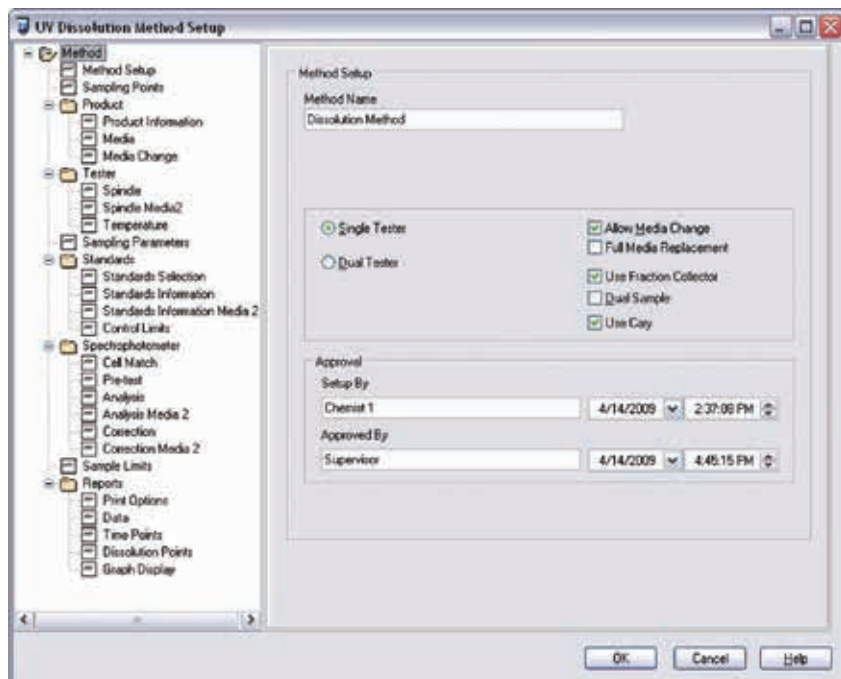 UV Dissolution Method Setup
Method
Method Setup
Sampling Points
Product
Product Information
Media
Media Change
Tester
Spindle
Spindle Media2
Temperature
Sampling Parameters
Standards
Standards Selection
Standards Information
Standards Information Media 2
Control Limits
Spectrophotometer
Cell Match
Pre-test
Analysis
Analysis Media 2
Correction
Correction Media 2
Sample Limits
Reports
Print Options
Data
Time Points
Dissolution Points
Graph Display
Method Setup
Method Name
Dissolution Method
Single Tester
Dual Tester
Allow Media Change
Full Media Replacement
Use Fraction Collector
Dual Sample
Use Cary
Approval
Setup By
Chemist 1 4/14/2009 2:37:08 PM
Approved By
Supervisor 4/14/2009 4:45:15 PM
OK Cancel Help